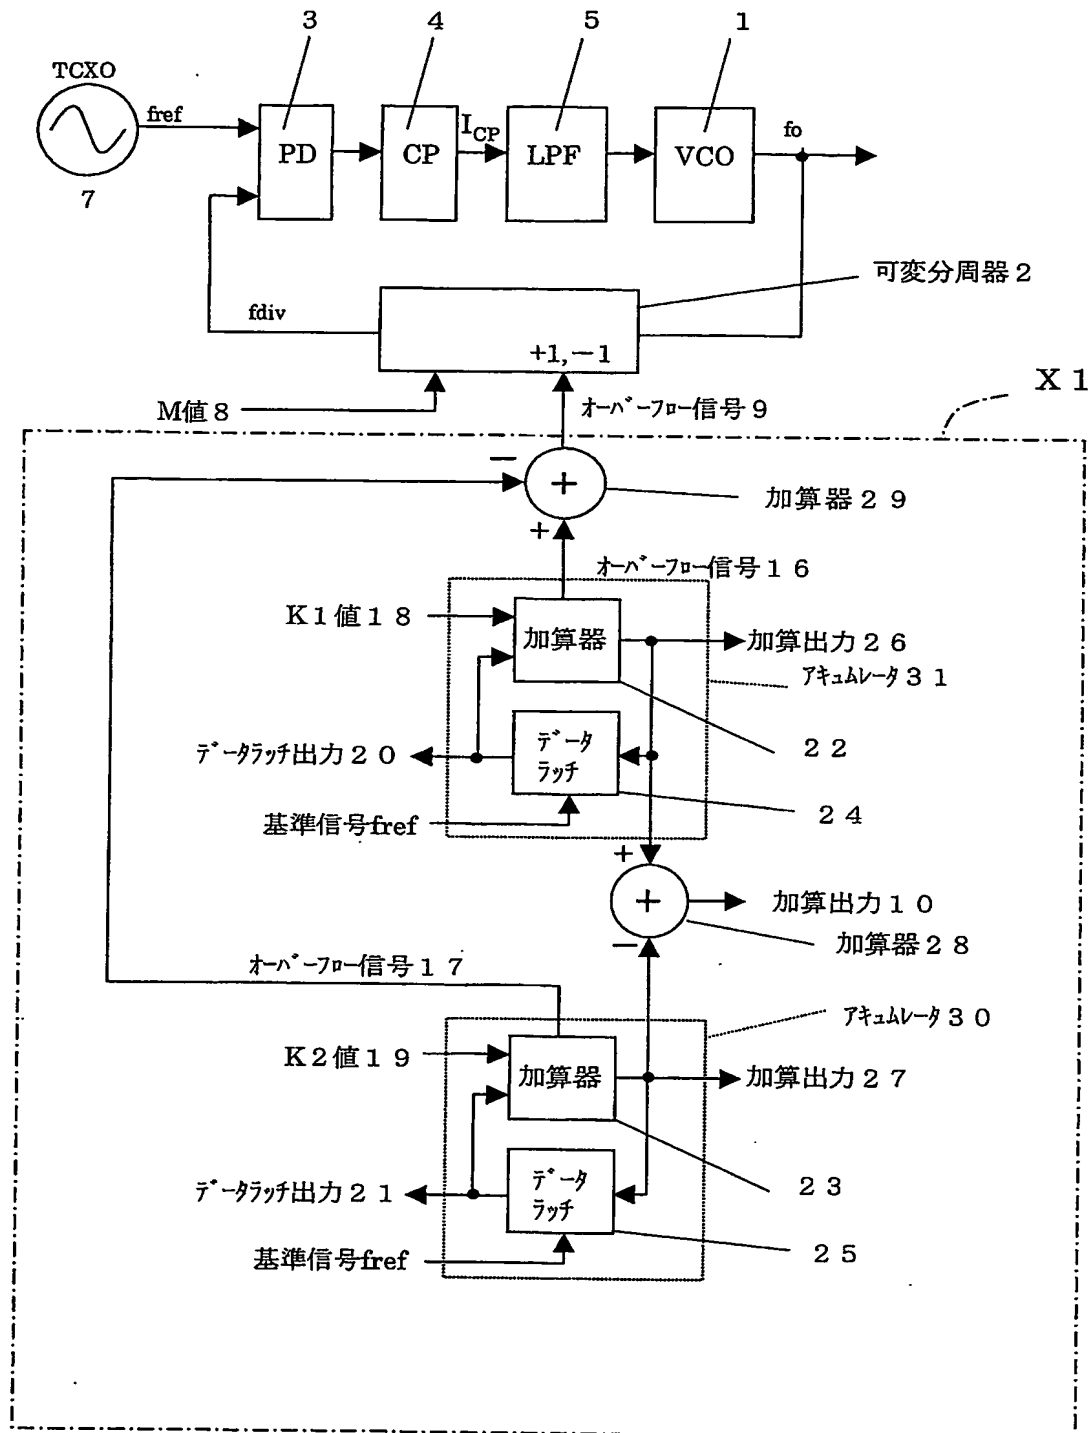 3
4
5
1
TCXO
fref
PD
CP
I_CP
LPF
VCO
fo
7
可変分周器2
fdiv
+1,−1
X1
M値8
オーバーフロー信号9
−
+
加算器29
+
オーバーフロー信号16
K1値18
加算器
加算出力26
アキュムレータ31
データラッチ出力20
データ
ラッチ
22
基準信号fref
24
+
+
加算出力10
−
加算器28
オーバーフロー信号17
アキュムレータ30
K2値19
加算器
加算出力27
データラッチ出力21
データ
ラッチ
23
基準信号fref
25